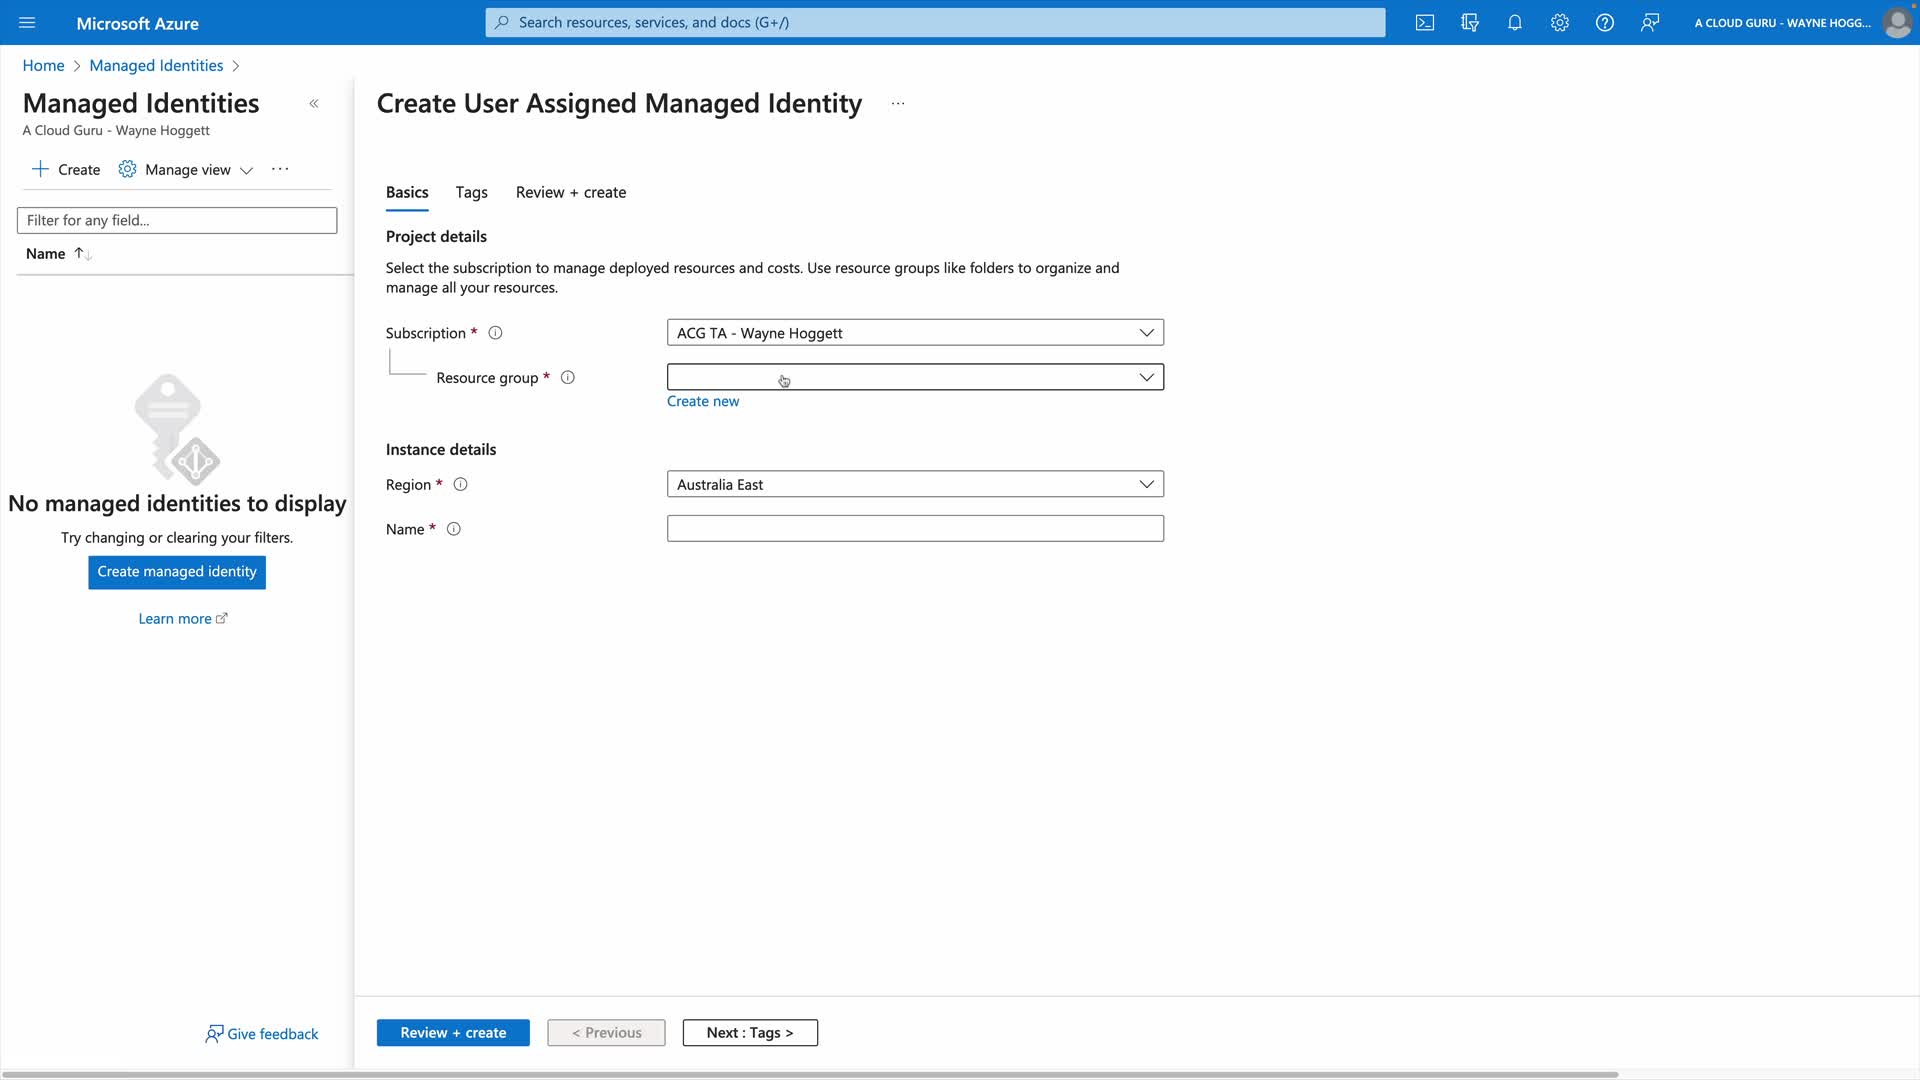 Microsoft Azure
Search resources, services, and docs (G+/)
A CLOUD GURU - WAYNE HOGG...
Home > Managed Identities >
Managed Identities
A Cloud Guru - Wayne Hoggett
Create Manage view ...
Filter for any field...
Name
No managed identities to display
Try changing or clearing your filters.
Create managed identity
Learn more
Give feedback
Create User Assigned Managed Identity ...
Basics Tags Review + create
Project details
Select the subscription to manage deployed resources and costs. Use resource groups like folders to organize and
manage all your resources.
Subscription * ACG TA - Wayne Hoggett
Resource group *
Create new
Instance details
Region * Australia East
Name *
Review + create < Previous Next : Tags >